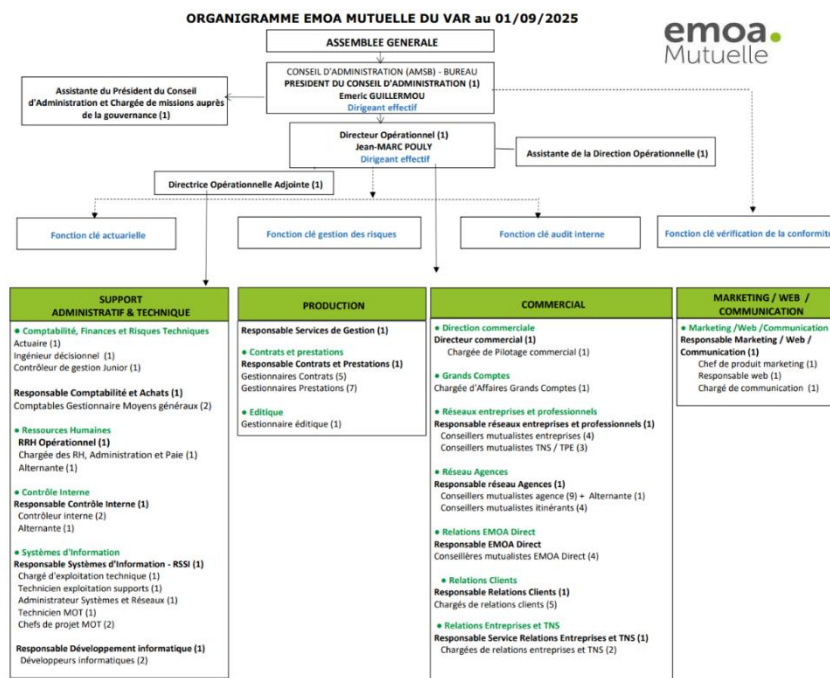 ORGANIGRAMME EMOA MUTUELLE DU VAR au 01/09/2025
emoa
Mutuelle
ASSEMBLEE GENERALE
CONSEIL D'ADMINISTRATION (AMSB) - BUREAU
PRESIDENT DU CONSEIL D'ADMINISTRATION (1)
Emeric GUILLERMOU
Dirigeant effectif
Assistante du Président du Conseil
d'Administration et Chargée de missions auprès
de la gouvernance (1)
Directeur Opérationnel (1)
Jean-MARC POULY
Dirigeant effectif
Assistante de la Direction Opérationnelle (1)
Directrice Opérationnelle Adjointe (1)
Fonction clé actuarielle
Fonction clé gestion des risques
Fonction clé audit interne
Fonction clé vérification de la conformité
SUPPORT
ADMINISTRATIF & TECHNIQUE
● Comptabilité, Finances et Risques Techniques
Actuaire (1)
Ingénieur décisionnel (1)
Contrôleur de gestion Junior (1)
Responsable Comptabilité et Achats (1)
Comptables Gestionnaire Moyens généraux (2)
● Ressources Humaines
RRH Opérationnel (1)
Chargée des RH, Administration et Paie (1)
Alternante (1)
● Contrôle Interne
Responsable Contrôle Interne (1)
Contrôleur interne (2)
Alternante (1)
● Systèmes d'Information
Responsable Systèmes d'Information - RSSI (1)
Chargé d'exploitation technique (1)
Technicien exploitation supports (1)
Administrateur Systèmes et Réseaux (1)
Technicien MOT (1)
Chefs de projet MOT (2)
Responsable Développement informatique (1)
Développeurs informatiques (2)
PRODUCTION
Responsable Services de Gestion (1)
● Contrats et prestations
Responsable Contrats et Prestations (1)
Gestionnaires Contrats (5)
Gestionnaires Prestations (7)
● Editique
Gestionnaire éditique (1)
COMMERCIAL
● Direction commerciale
Directeur commercial (1)
Chargée de Pilotage commercial (1)
● Grands Comptes
Chargée d'Affaires Grands Comptes (1)
● Réseaux entreprises et professionnels
Responsable réseaux entreprises et professionnels (1)
Conseillers mutualistes entreprises (4)
Conseillers mutualistes TNS / TPE (3)
● Réseau Agences
Responsable réseau Agences (1)
Conseillers mutualistes agence (9) + Alternante (1)
Conseillers mutualistes itinérants (4)
● Relations EMOA Direct
Responsable EMOA Direct
Conseillères mutualistes EMOA Direct (4)
● Relations Clients
Responsable Relations Clients (1)
Chargés de relations clients (5)
● Relations Entreprises et TNS
Responsable Service Relations Entreprises et TNS (1)
Chargées de relations entreprises et TNS (2)
MARKETING / WEB /
COMMUNICATION
● Marketing /Web /Communication
Responsable Marketing / Web /
Communication (1)
Chef de produit marketing (1)
Responsable web (1)
Chargé de communication (1)